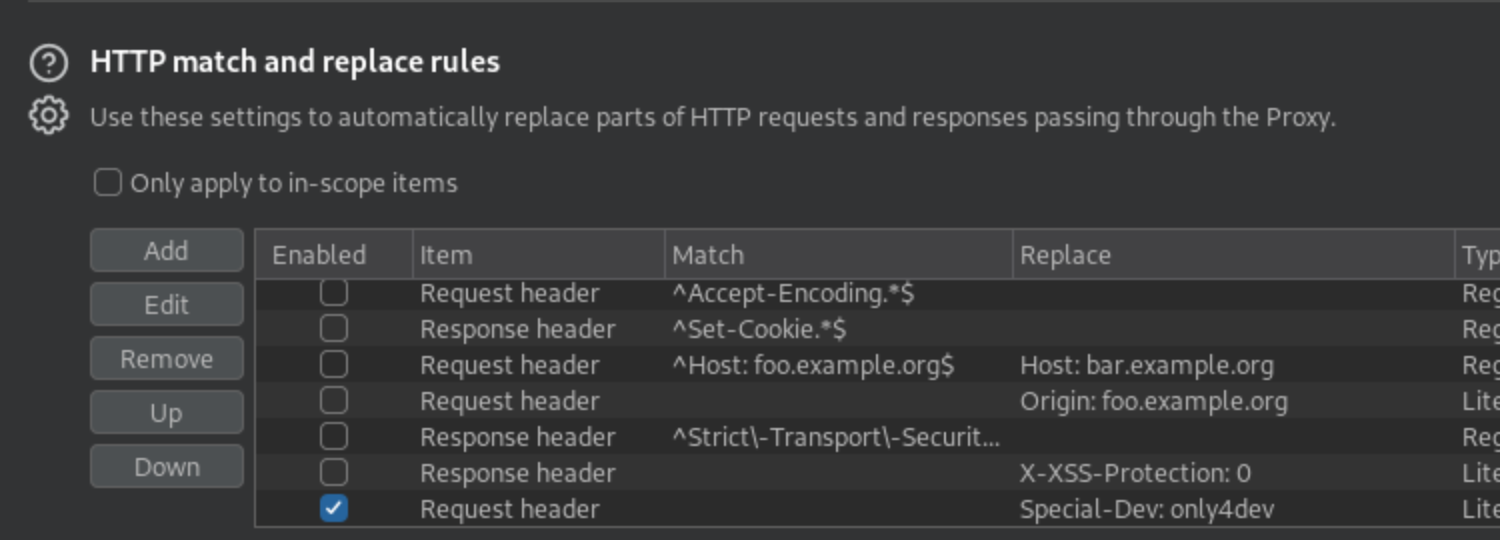 HTTP match and replace rules
Use these settings to automatically replace parts of HTTP requests and responses passing through the Proxy.
Only apply to in-scope items
Add
Edit
Remove
Up
Down
Enabled Item Match Replace Typ
Request header ^Accept-Encoding.*$ Reg
Response header ^Set-Cookie.*$ Reg
Request header ^Host: foo.example.org$ Host: bar.example.org Reg
Request header Origin: foo.example.org Lite
Response header ^Strict\-Transport\-Securit... Reg
Response header X-XSS-Protection: 0 Lite
Request header Special-Dev: only4dev Lite